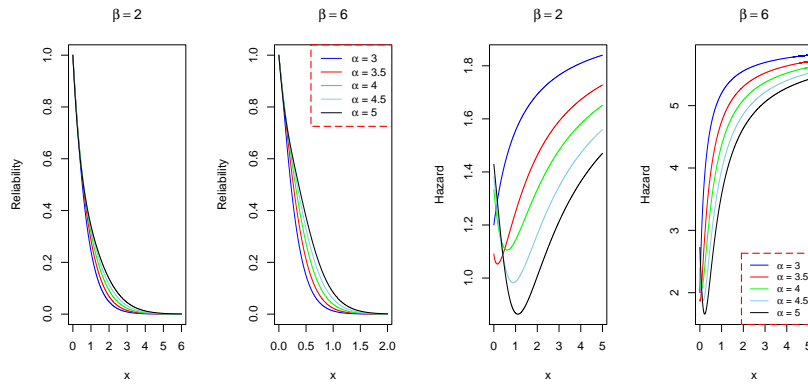 β = 2
Reliability
0.0 0.2 0.4 0.6 0.8 1.0
0 1 2 3 4 5 6
x
β = 6
Reliability
0.0 0.2 0.4 0.6 0.8 1.0
0.0 0.5 1.0 1.5 2.0
x
α = 3
α = 3.5
α = 4
α = 4.5
α = 5
β = 2
Hazard
1.0 1.2 1.4 1.6 1.8
0 1 2 3 4 5
x
β = 6
Hazard
2 3 4 5
0 1 2 3 4 5
x
α = 3
α = 3.5
α = 4
α = 4.5
α = 5